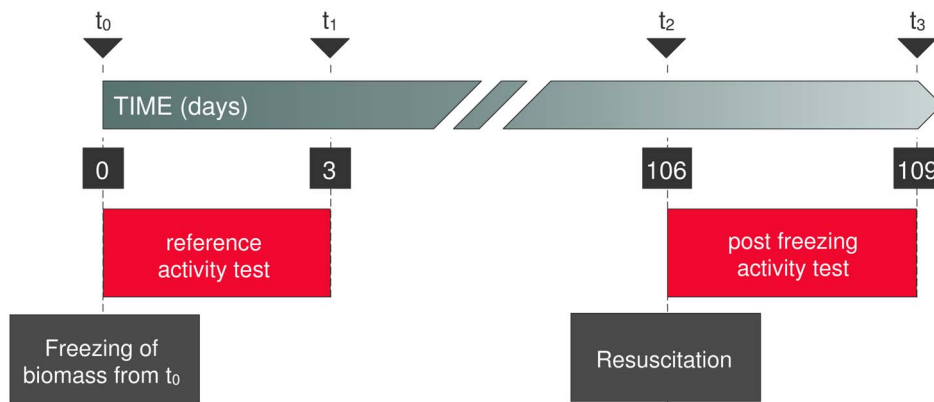 t₀ t₁ t₂ t₃
TIME (days)
0 3 106 109
reference
activity test
post freezing
activity test
Freezing of
biomass from t₀
Resuscitation